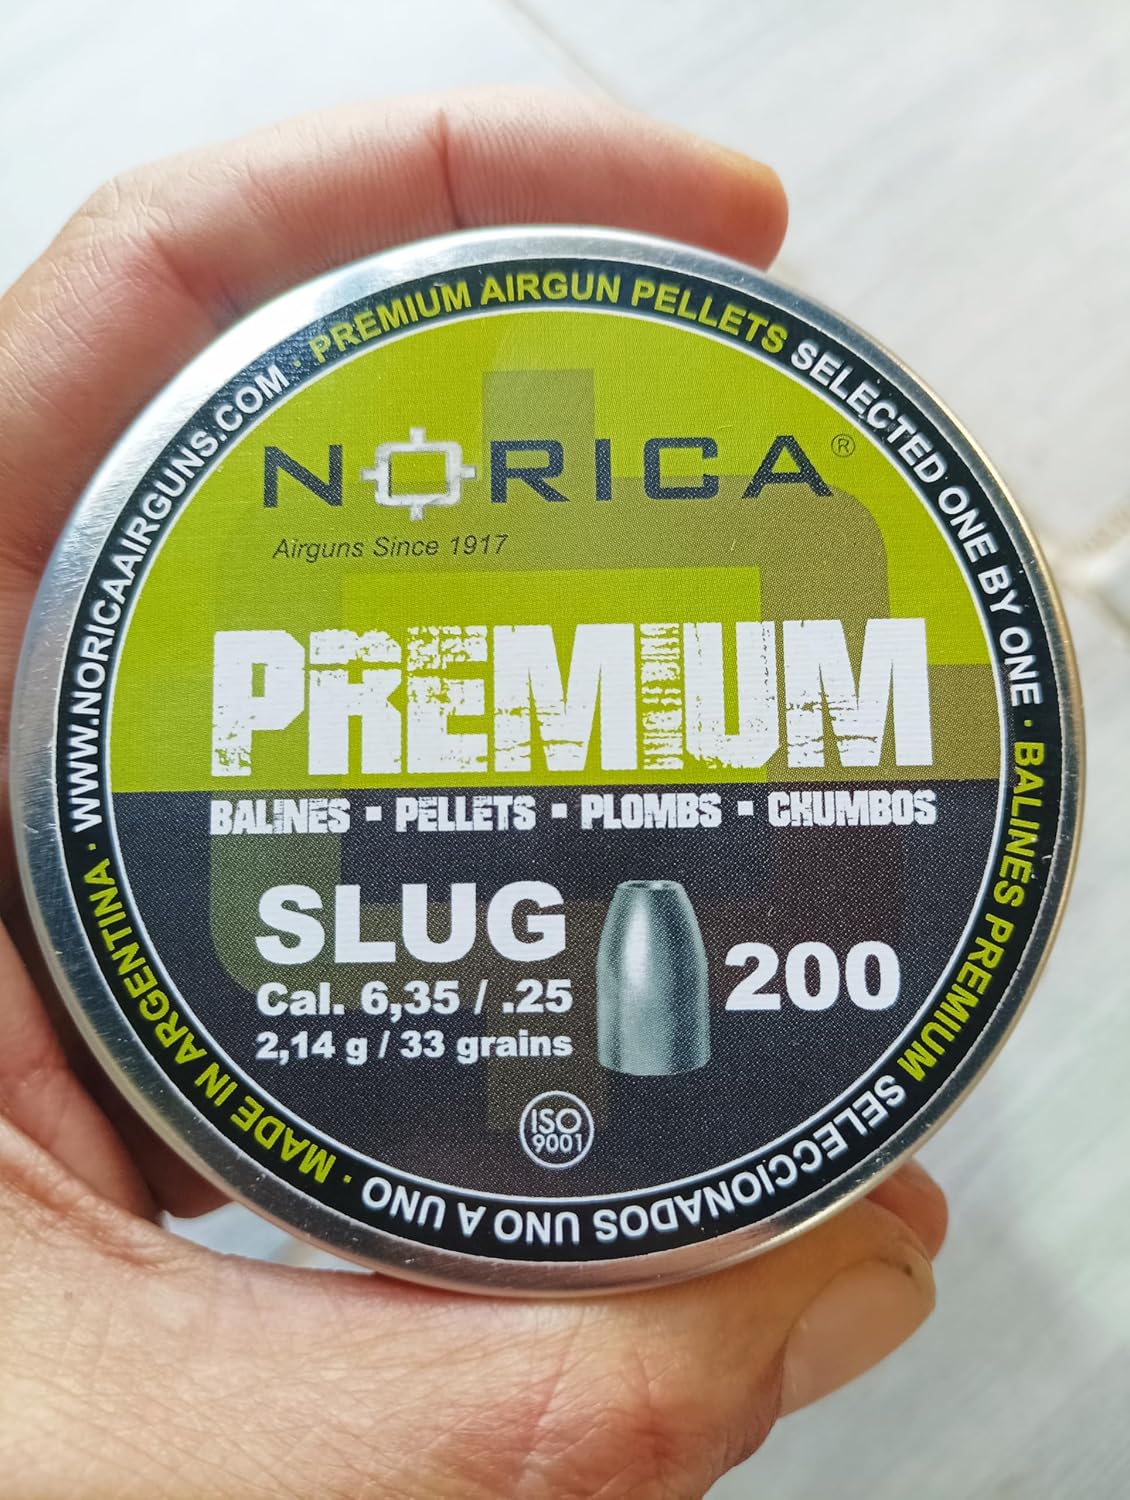 WWW.NORICAAIRGUNS.COM · PREMIUM AIRGUN PELLETS SELECTED ONE BY ONE · BALINES PREMIUM SELECCIONADOS UNO A UNO · MADE IN ARGENTINA ·
NORICA®
Airguns Since 1917
PREMIUM
BALINES ▪ PELLETS ▪ PLOMBS ▪ CHUMBOS
SLUG
Cal. 6,35 / .25
2,14 g / 33 grains
200
ISO
9001